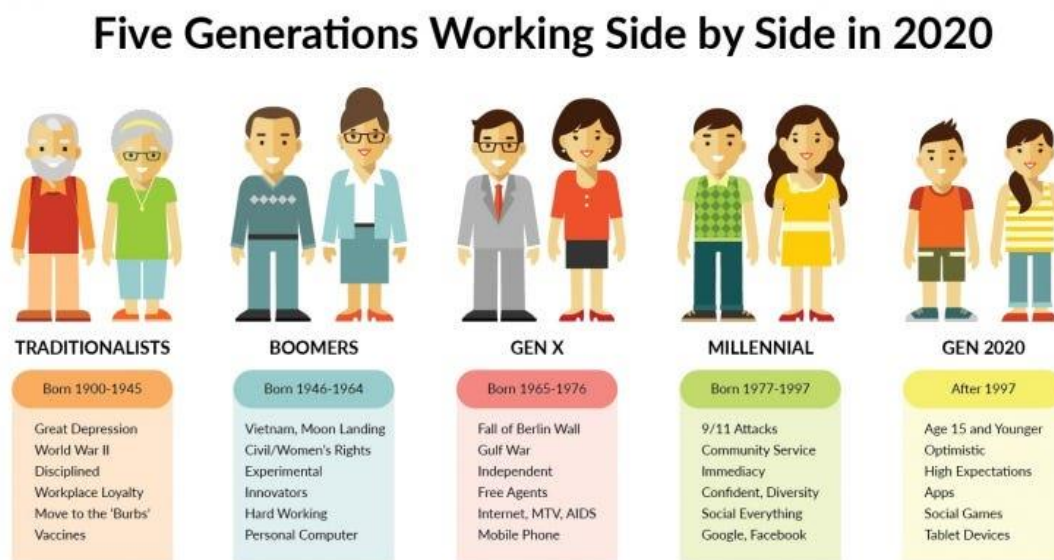 Five Generations Working Side by Side in 2020
TRADITIONALISTS
Born 1900-1945
Great Depression
World War II
Disciplined
Workplace Loyalty
Move to the 'Burbs'
Vaccines
BOOMERS
Born 1946-1964
Vietnam, Moon Landing
Civil/Women's Rights
Experimental
Innovators
Hard Working
Personal Computer
GEN X
Born 1965-1976
Fall of Berlin Wall
Gulf War
Independent
Free Agents
Internet, MTV, AIDS
Mobile Phone
MILLENNIAL
Born 1977-1997
9/11 Attacks
Community Service
Immediacy
Confident, Diversity
Social Everything
Google, Facebook
GEN 2020
After 1997
Age 15 and Younger
Optimistic
High Expectations
Apps
Social Games
Tablet Devices